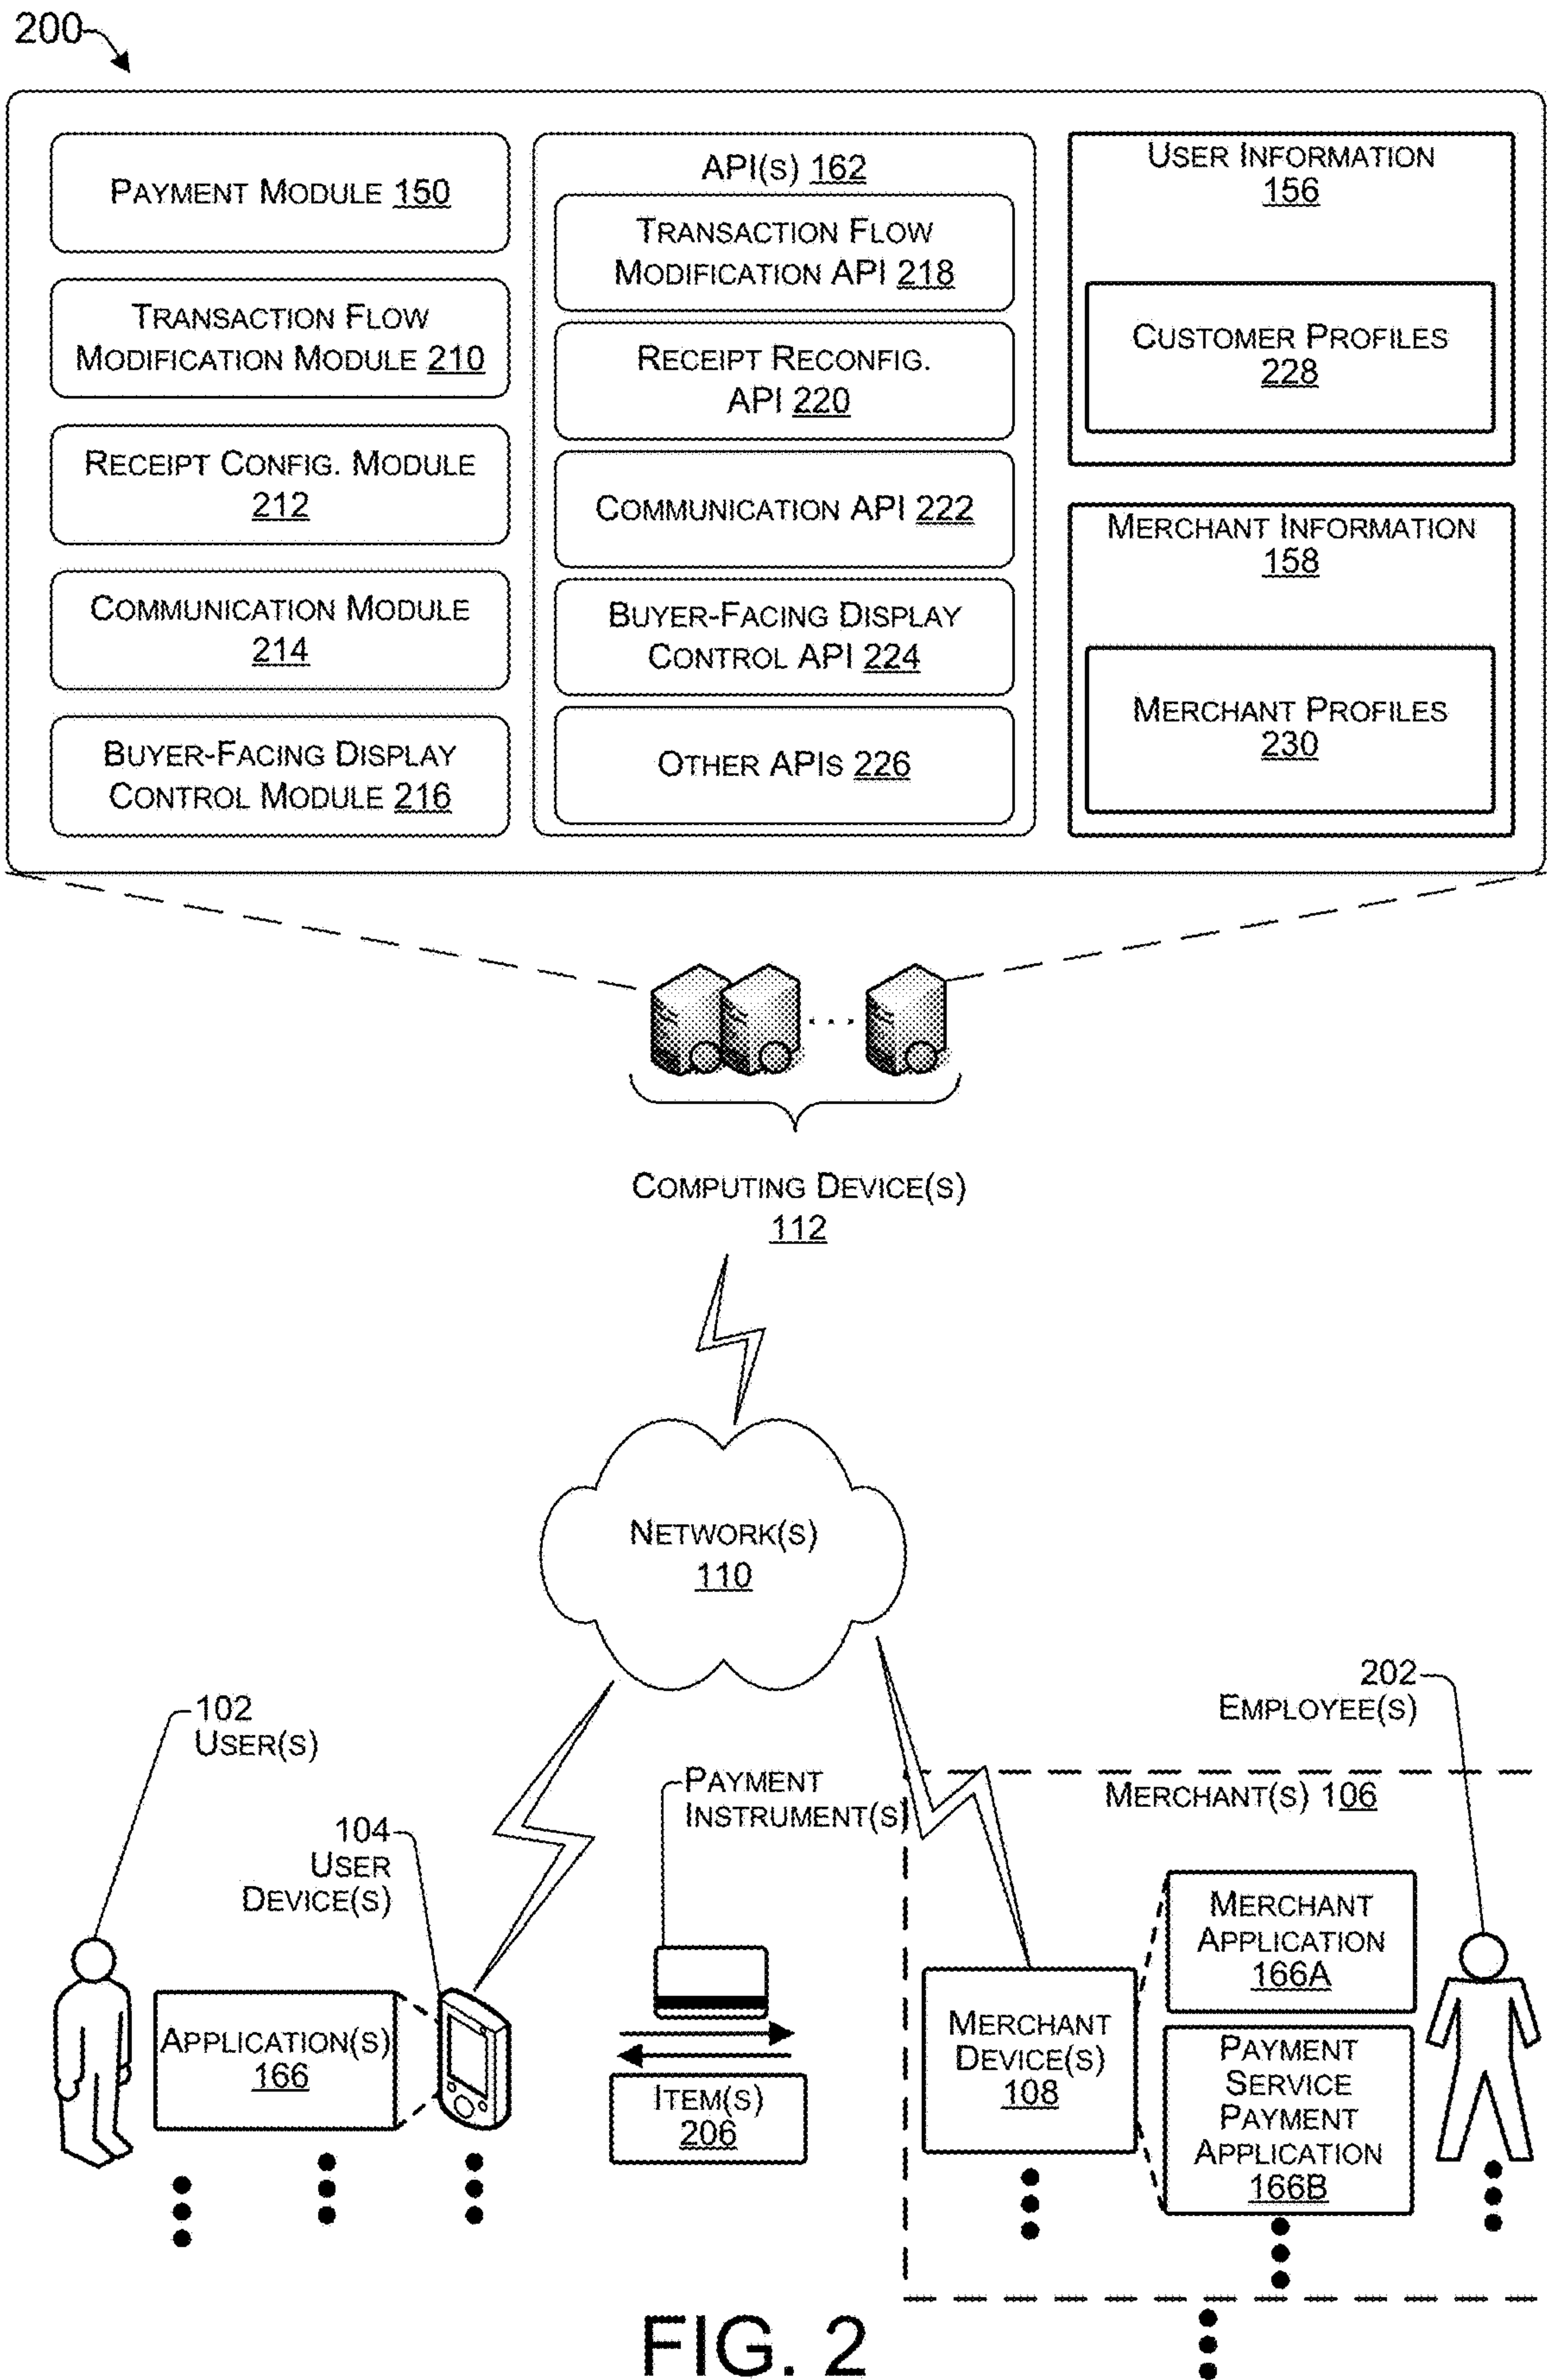 200
PAYMENT MODULE 150
TRANSACTION FLOW
MODIFICATION MODULE 210
RECEIPT CONFIG. MODULE
212
COMMUNICATION MODULE
214
BUYER-FACING DISPLAY
CONTROL MODULE 216
API(S) 162
TRANSACTION FLOW
MODIFICATION API 218
RECEIPT RECONFIG.
API 220
COMMUNICATION API 222
BUYER-FACING DISPLAY
CONTROL API 224
OTHER APIS 226
USER INFORMATION
156
CUSTOMER PROFILES
228
MERCHANT INFORMATION
158
MERCHANT PROFILES
230
COMPUTING DEVICE(S)
112
NETWORK(S)
110
102
USER(S)
104
USER
DEVICE(S)
APPLICATION(S)
166
PAYMENT
INSTRUMENT(S)
ITEM(S)
206
202
EMPLOYEE(S)
MERCHANT(S) 106
MERCHANT
DEVICE(S)
108
MERCHANT
APPLICATION
166A
PAYMENT
SERVICE
PAYMENT
APPLICATION
166B
FIG. 2